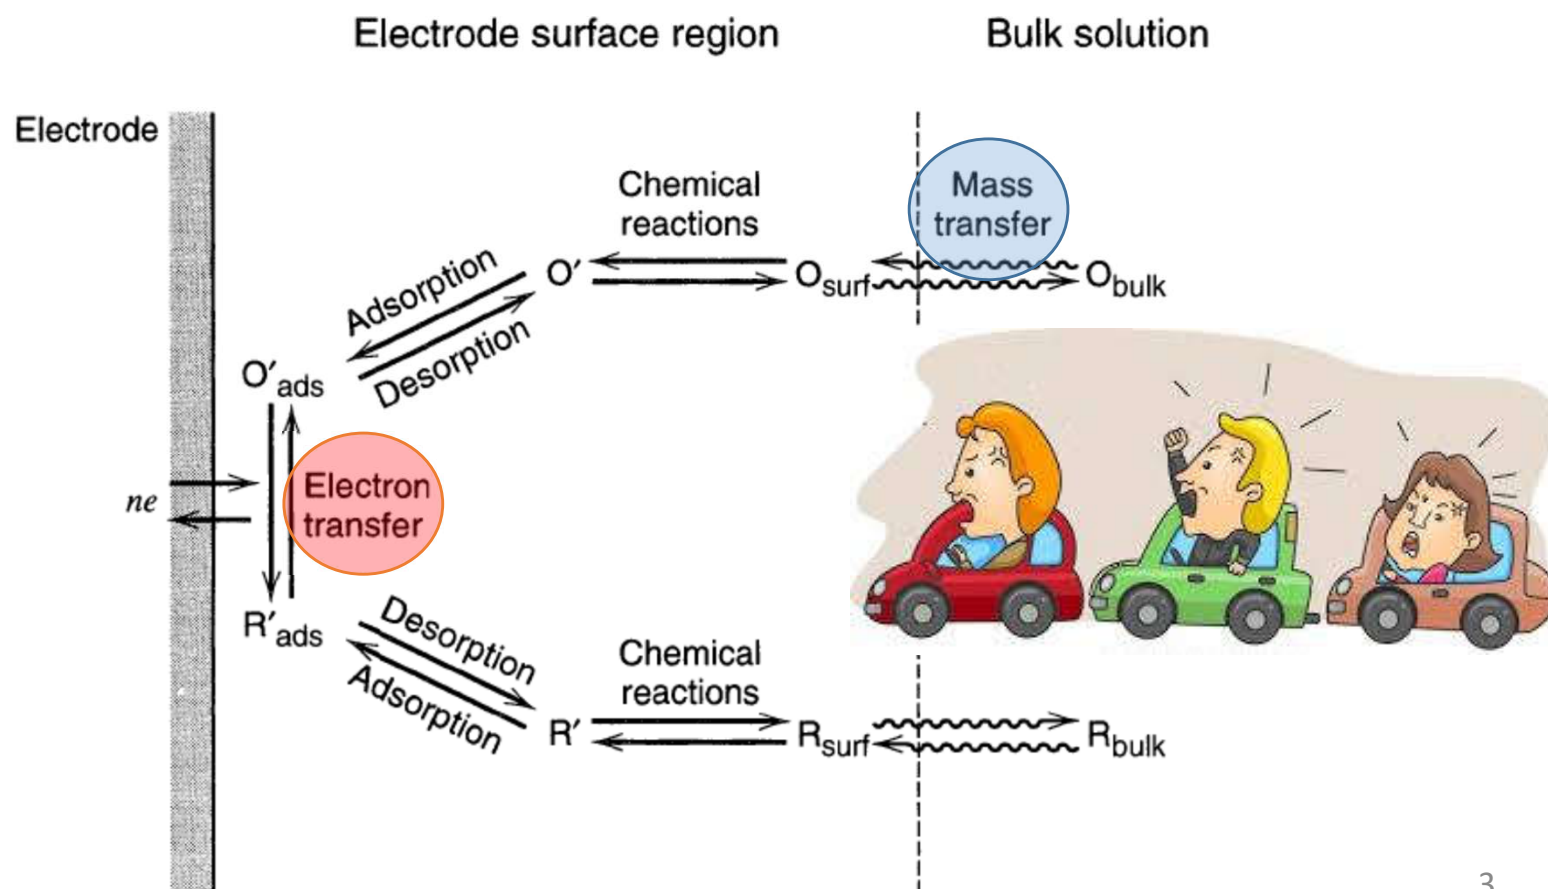 Electrode surface region
Bulk solution
Electrode
Chemical
reactions
Mass
transfer
Adsorption
Desorption
O′
O_surf
O_bulk
O′_ads
ne
Electron
transfer
R′_ads
Desorption
Adsorption
Chemical
reactions
R′
R_surf
R_bulk
3